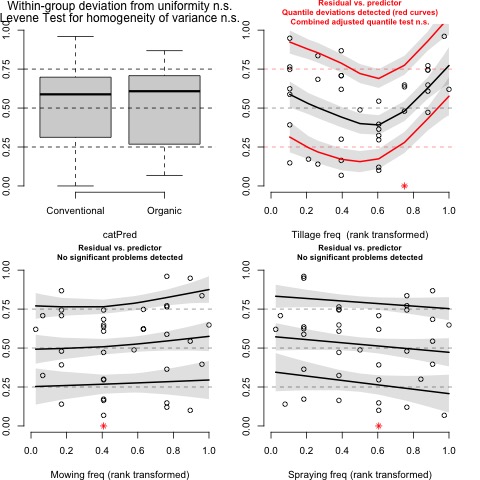 Within-group deviation from uniformity n.s.
Levene Test for homogeneity of variance n.s.
0.00 0.25 0.50 0.75 1.00
Conventional Organic
catPred
Residual vs. predictor
Quantile deviations detected (red curves)
Combined adjusted quantile test n.s.
0.00 0.25 0.50 0.75 1.00
0.0 0.2 0.4 0.6 0.8 1.0
Tillage freq (rank transformed)
Residual vs. predictor
No significant problems detected
0.00 0.25 0.50 0.75 1.00
0.0 0.2 0.4 0.6 0.8 1.0
Mowing freq (rank transformed)
Residual vs. predictor
No significant problems detected
0.00 0.25 0.50 0.75 1.00
0.0 0.2 0.4 0.6 0.8 1.0
Spraying freq (rank transformed)